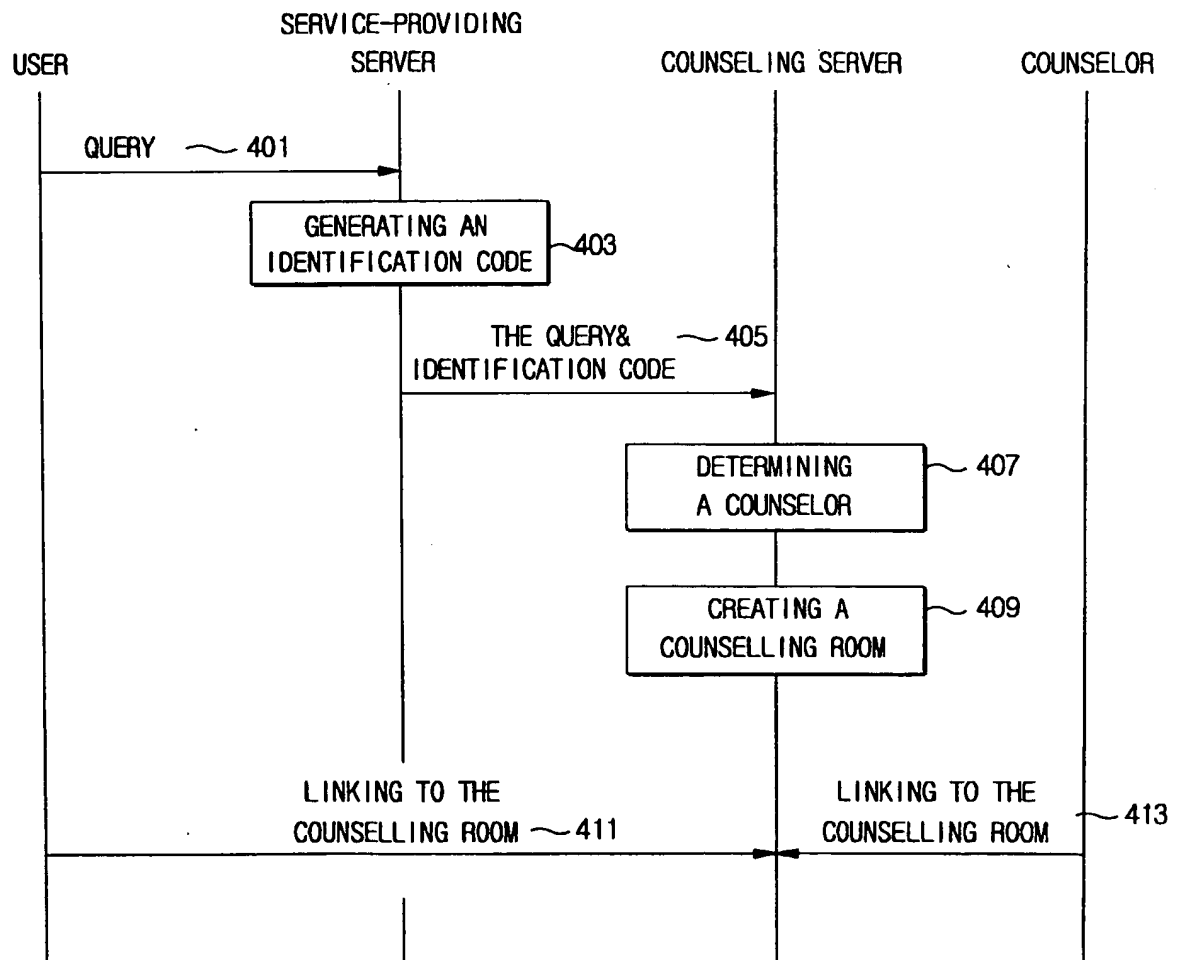 SERVICE-PROVIDING
USER
SERVER
COUNSELING SERVER
COUNSELOR
QUERY
401
GENERATING AN
IDENTIFICATION CODE
403
THE QUERY&
IDENTIFICATION CODE
405
DETERMINING
A COUNSELOR
407
CREATING A
COUNSELLING ROOM
409
LINKING TO THE
COUNSELLING ROOM
411
LINKING TO THE
COUNSELLING ROOM
413